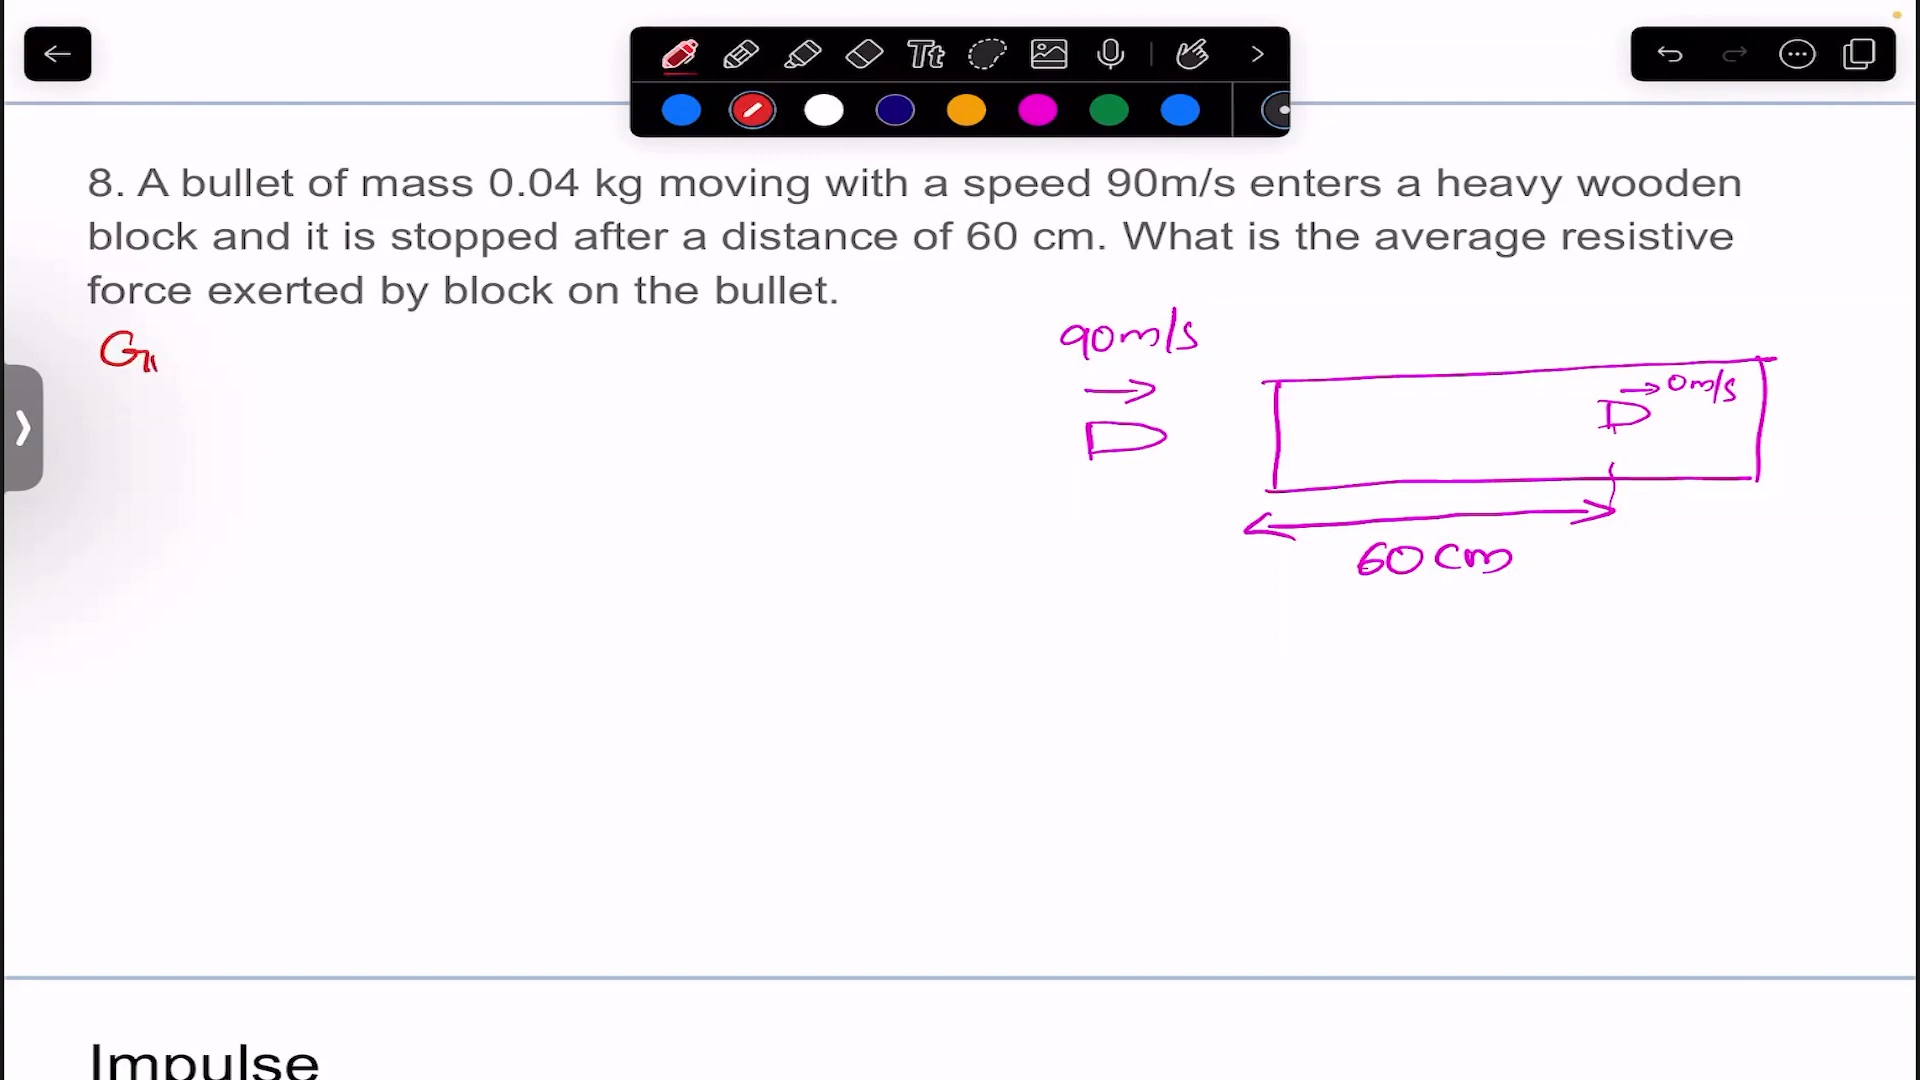 Tt
8. A bullet of mass 0.04 kg moving with a speed 90m/s enters a heavy wooden
block and it is stopped after a distance of 60 cm. What is the average resistive
force exerted by block on the bullet.
90m/s
0m/s
60 cm
Impulse